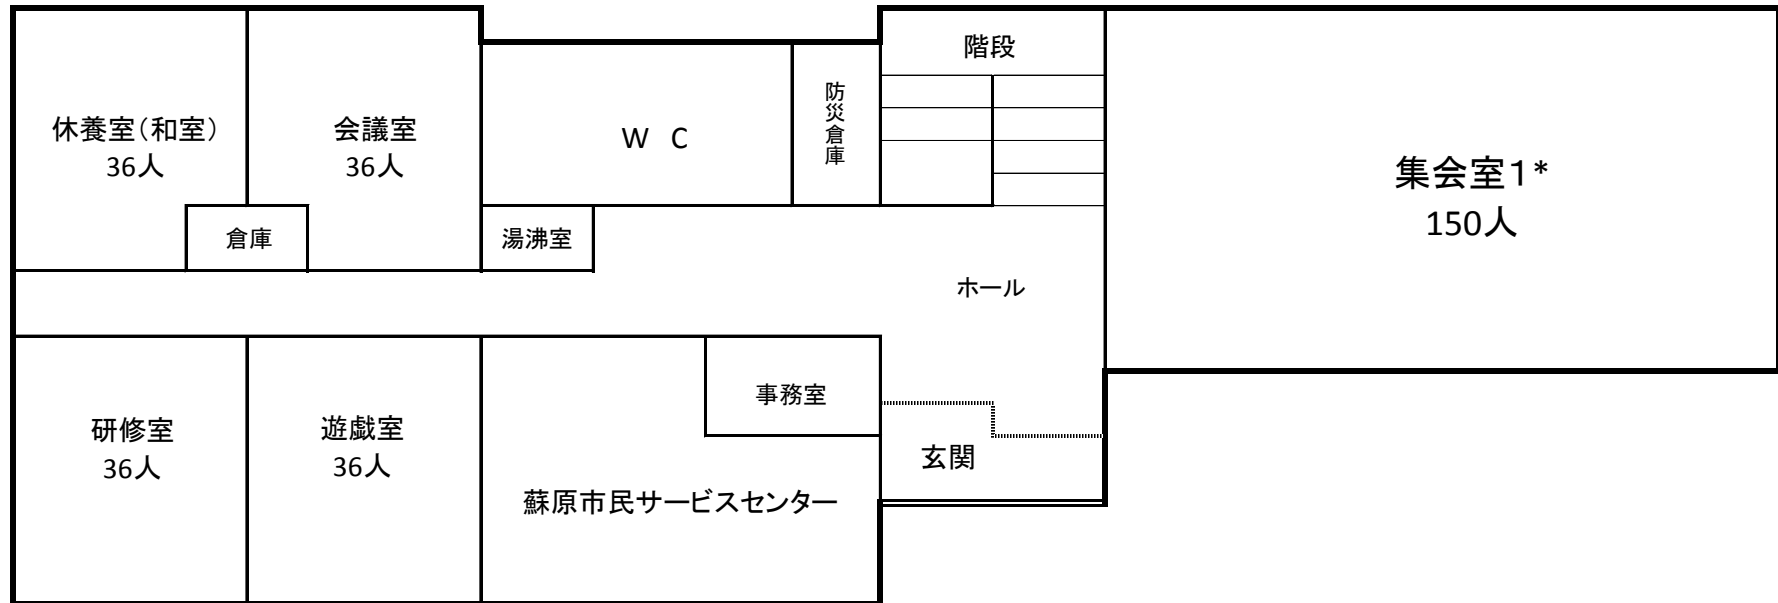 階段
休養室(和室)
36人
会議室
36人
W C
防災倉庫
集会室1*
150人
倉庫
湯沸室
ホール
事務室
研修室
36人
遊戯室
36人
玄関
蘇原市民サービスセンター